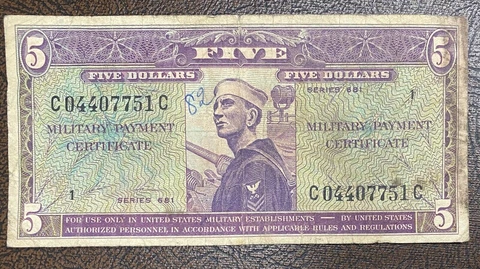 5 FIVE 5
FIVE DOLLARS FIVE DOLLARS
SERIES 681 1
C04407751C 82
MILITARY PAYMENT MILITARY PAYMENT
CERTIFICATE CERTIFICATE
1 SERIES 681 C04407751C
5 FOR USE ONLY IN UNITED STATES MILITARY ESTABLISHMENTS — BY UNITED STATES 5
AUTHORIZED PERSONNEL IN ACCORDANCE WITH APPLICABLE RULES AND REGULATIONS